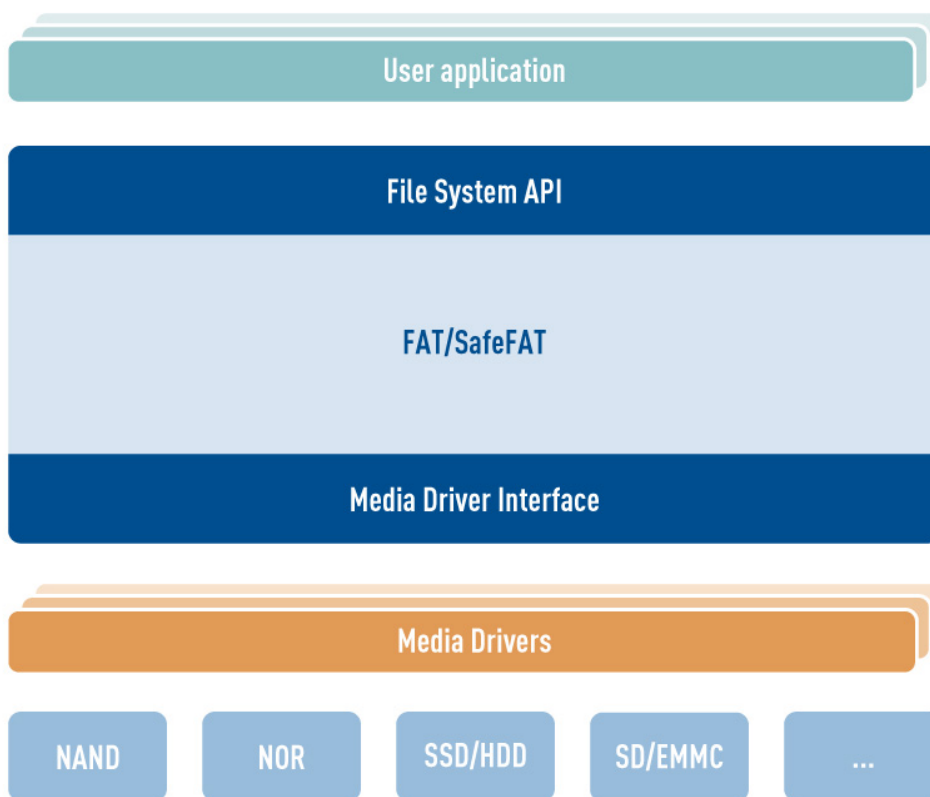 User application
File System API
FAT/SafeFAT
Media Driver Interface
Media Drivers
NAND
NOR
SSD/HDD
SD/EMMC
...